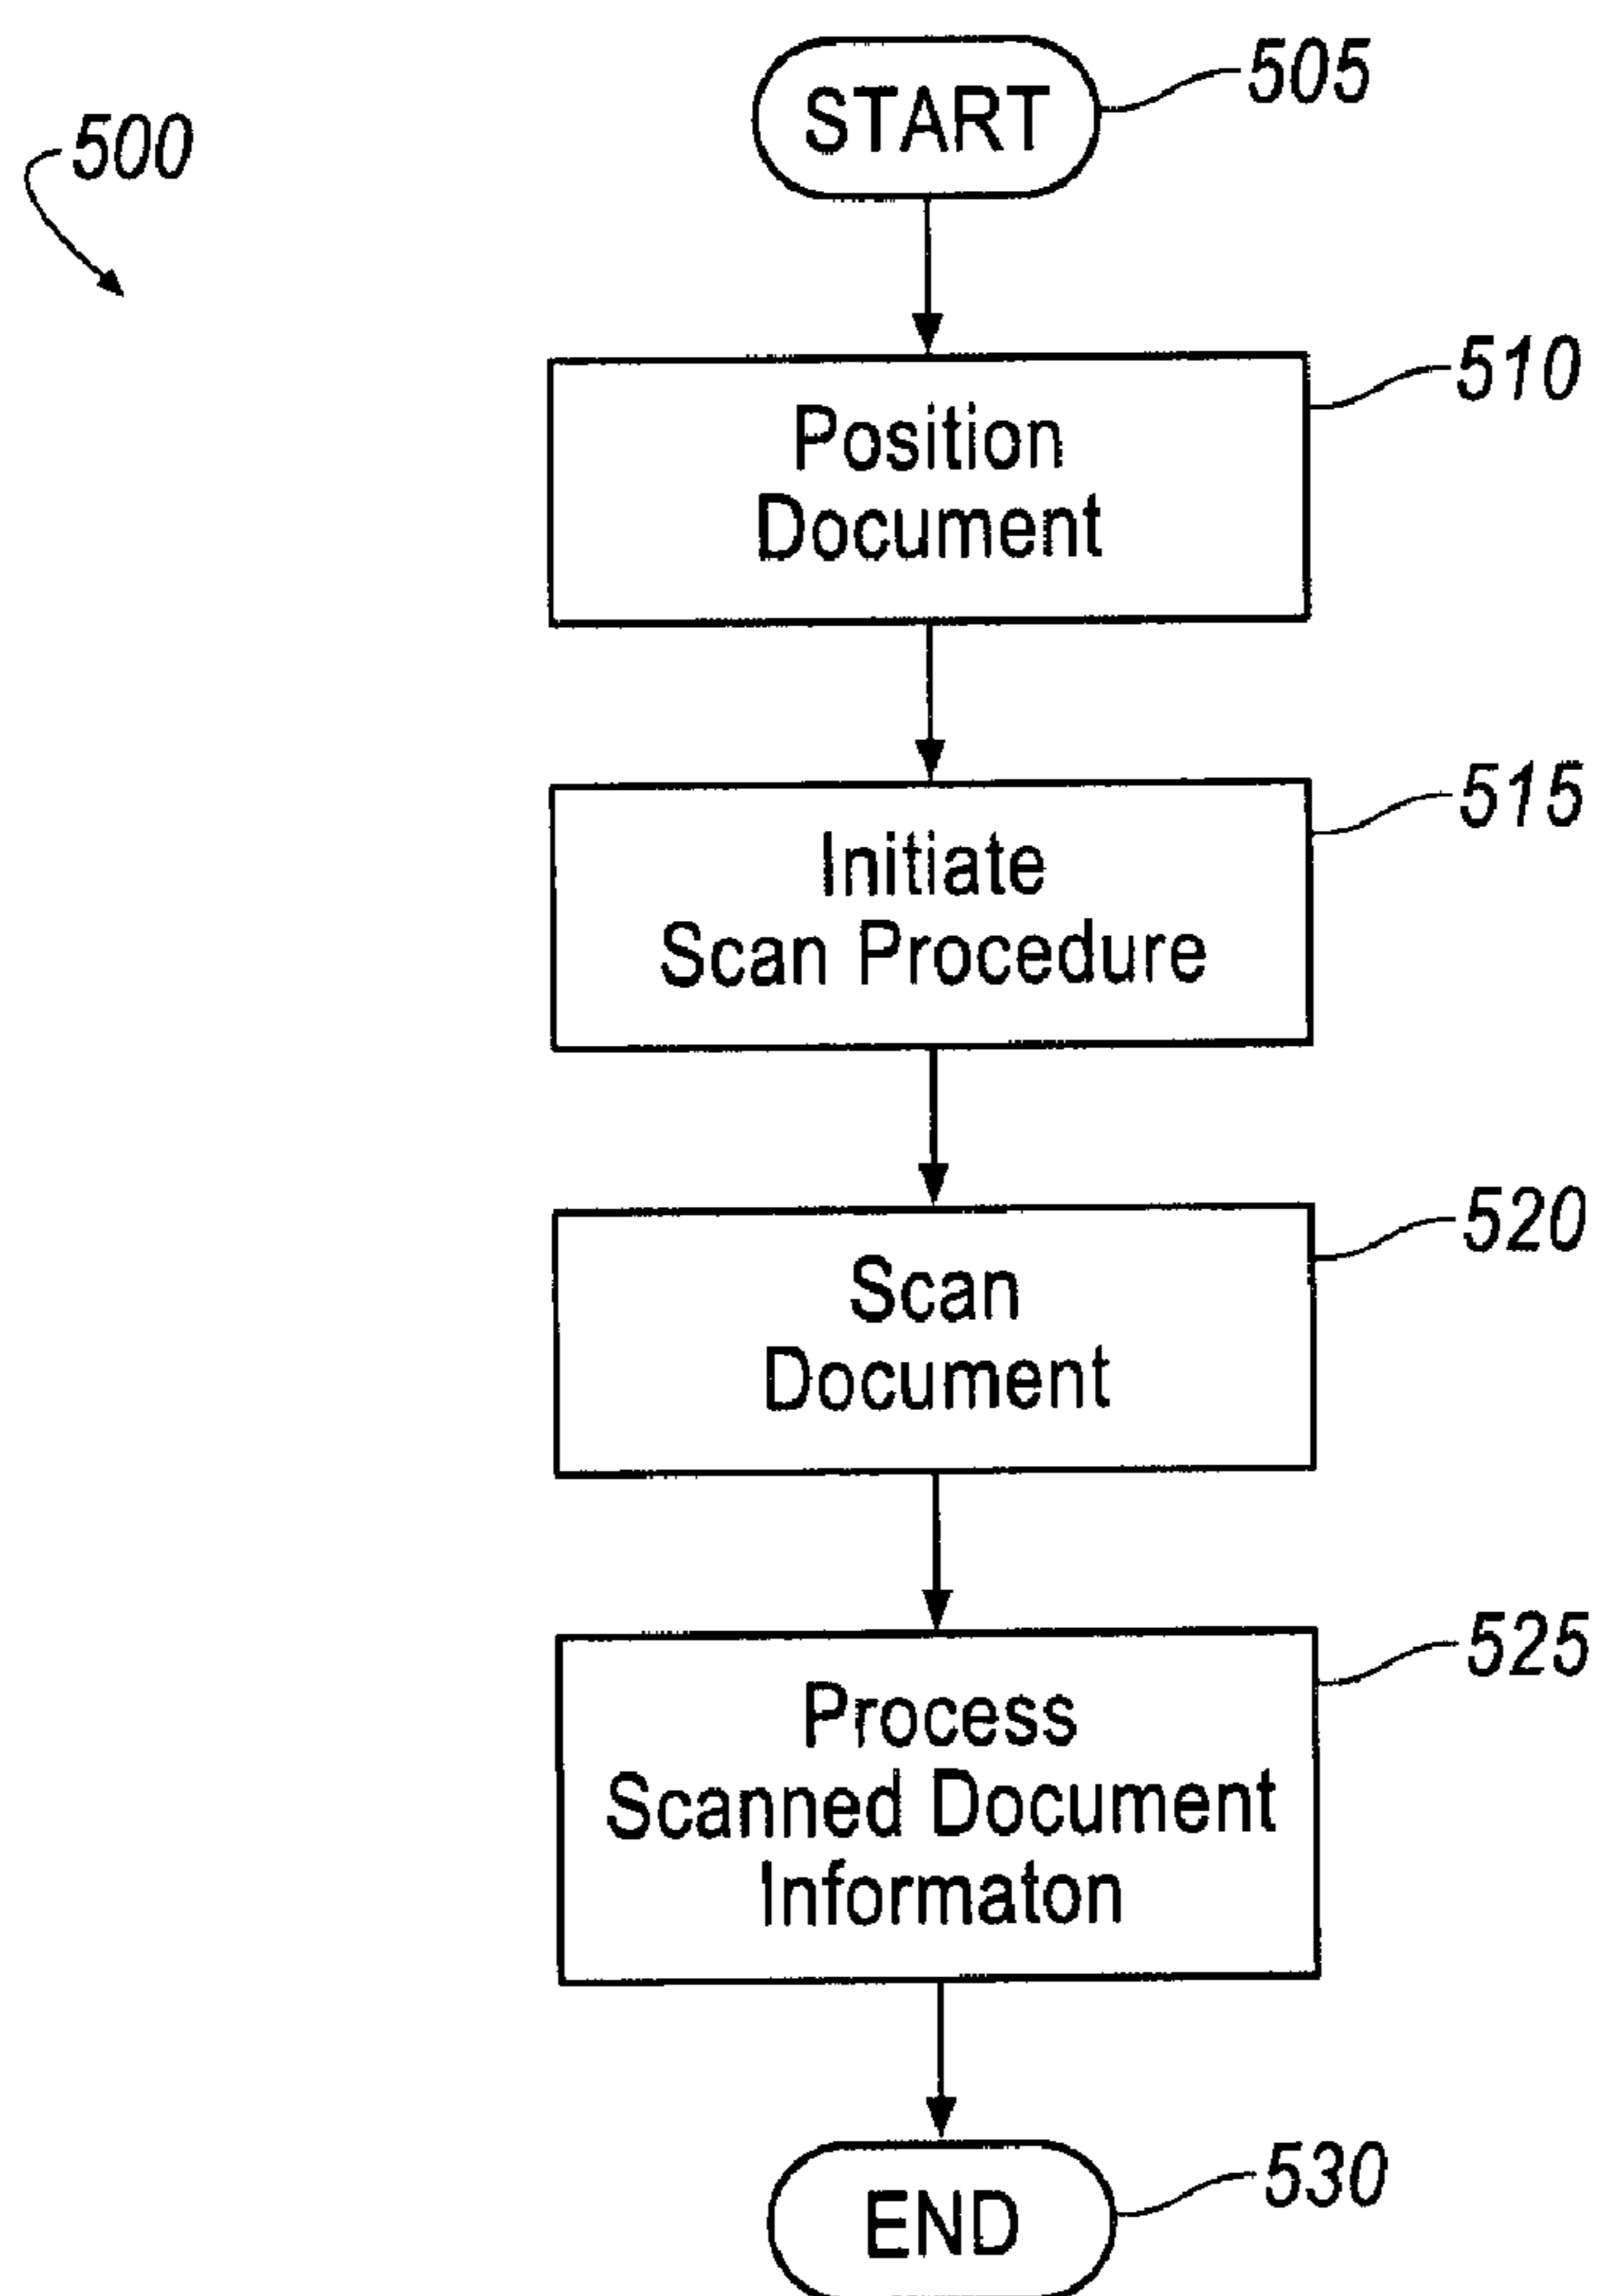 500
START
505
Position
Document
510
Initiate
Scan Procedure
515
Scan
Document
520
Process
Scanned Document
Informaton
525
END
530